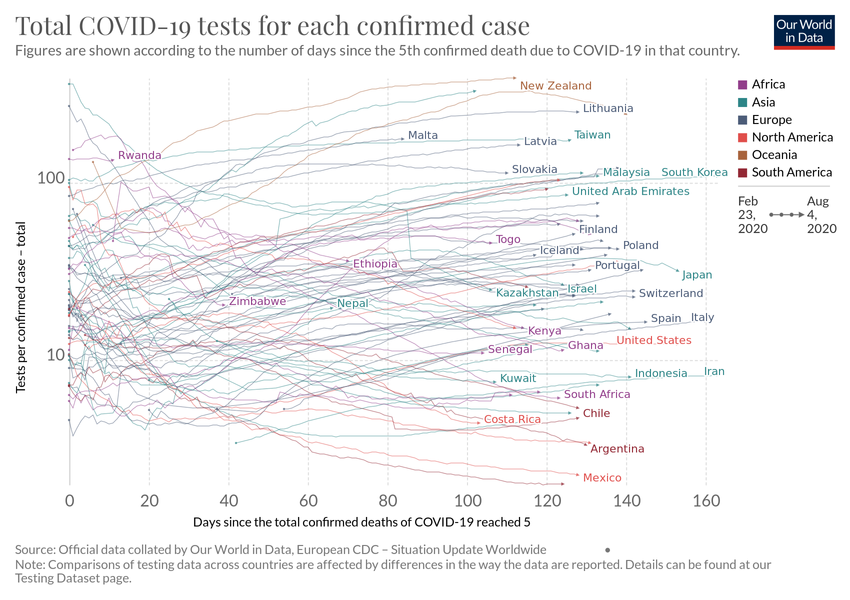 Total COVID-19 tests for each confirmed case
Figures are shown according to the number of days since the 5th confirmed death due to COVID-19 in that country.
Our World
in Data
New Zealand
Lithuania
Malta
Latvia
Taiwan
Rwanda
Slovakia
Malaysia
South Korea
100
United Arab Emirates
Togo
Finland
Iceland
Poland
Ethiopia
Portugal
Japan
Zimbabwe
Nepal
Kazakhstan
Israel
Switzerland
Kenya
Spain
Italy
10
Senegal
Ghana
United States
Kuwait
Indonesia
Iran
South Africa
Costa Rica
Chile
Argentina
Mexico
Tests per confirmed case – total
0
20
40
60
80
100
120
140
160
Days since the total confirmed deaths of COVID-19 reached 5
Africa
Asia
Europe
North America
Oceania
South America
Feb
23,
2020
Aug
4,
2020
Source: Official data collated by Our World in Data, European CDC – Situation Update Worldwide
Note: Comparisons of testing data across countries are affected by differences in the way the data are reported. Details can be found at our
Testing Dataset page.